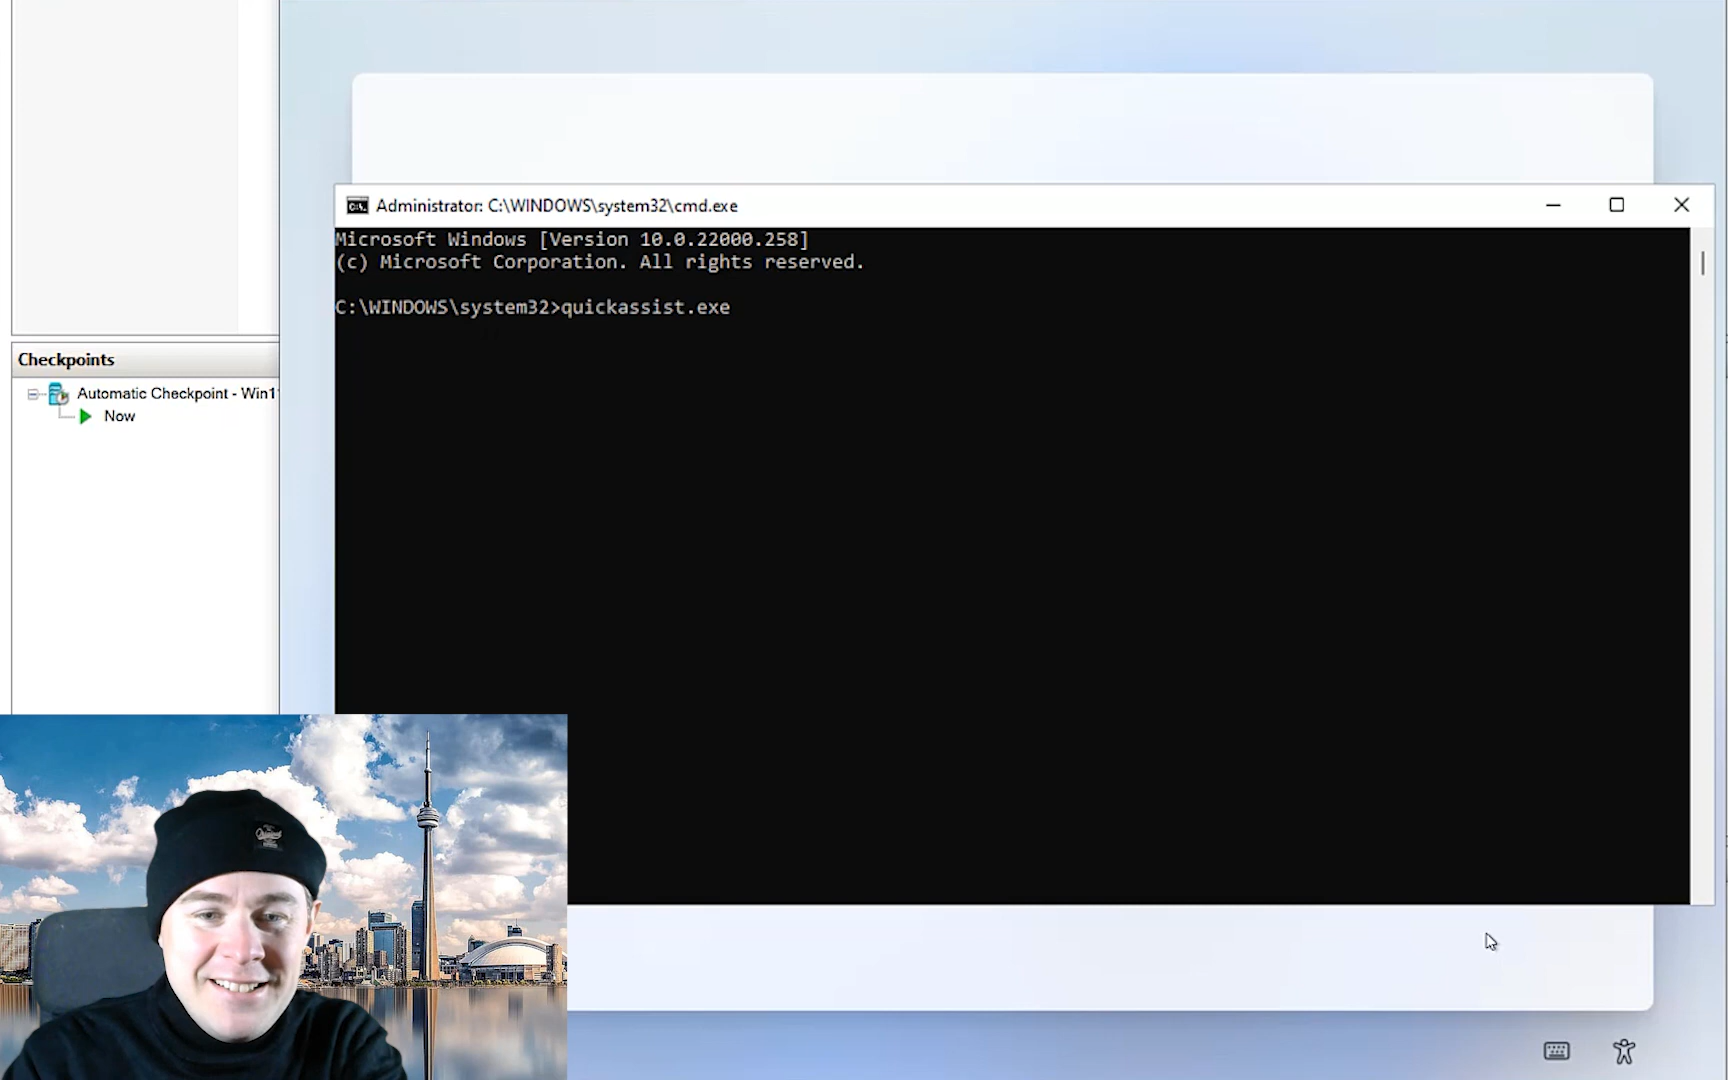 Administrator: C:\WINDOWS\system32\cmd.exe
Microsoft Windows [Version 10.0.22000.258]
(c) Microsoft Corporation. All rights reserved.
C:\WINDOWS\system32>quickassist.exe
Checkpoints
Automatic Checkpoint - Win1
Now